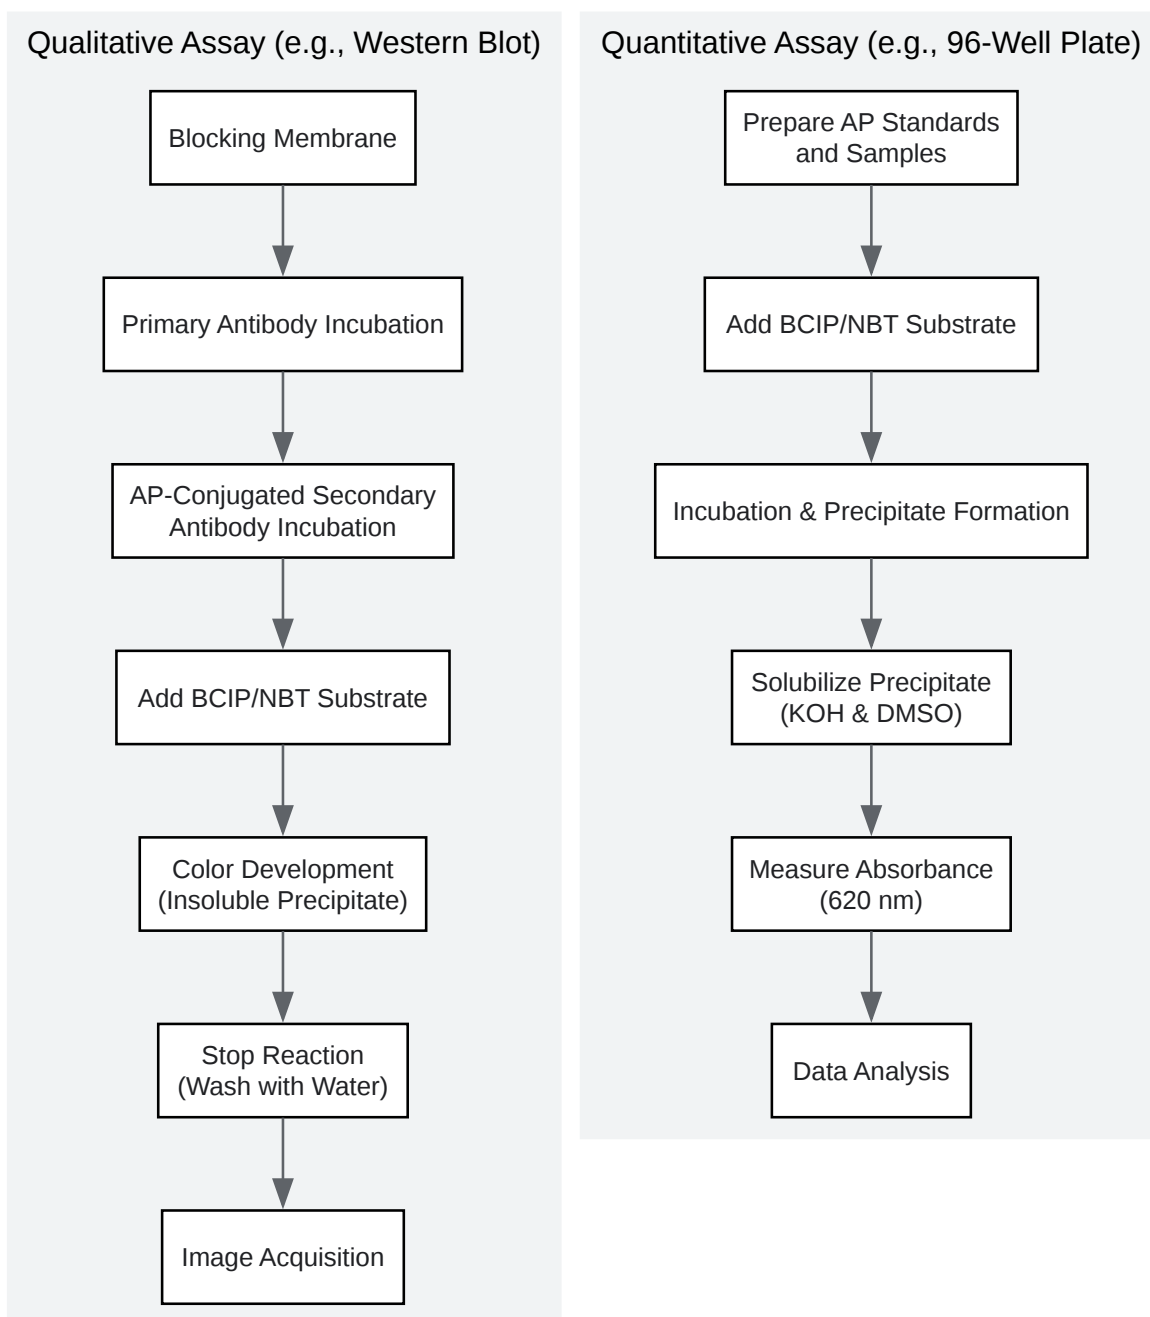 Qualitative Assay (e.g., Western Blot)
Blocking Membrane
Primary Antibody Incubation
AP-Conjugated Secondary
Antibody Incubation
Add BCIP/NBT Substrate
Color Development
(Insoluble Precipitate)
Stop Reaction
(Wash with Water)
Image Acquisition
Quantitative Assay (e.g., 96-Well Plate)
Prepare AP Standards
and Samples
Add BCIP/NBT Substrate
Incubation & Precipitate Formation
Solubilize Precipitate
(KOH & DMSO)
Measure Absorbance
(620 nm)
Data Analysis